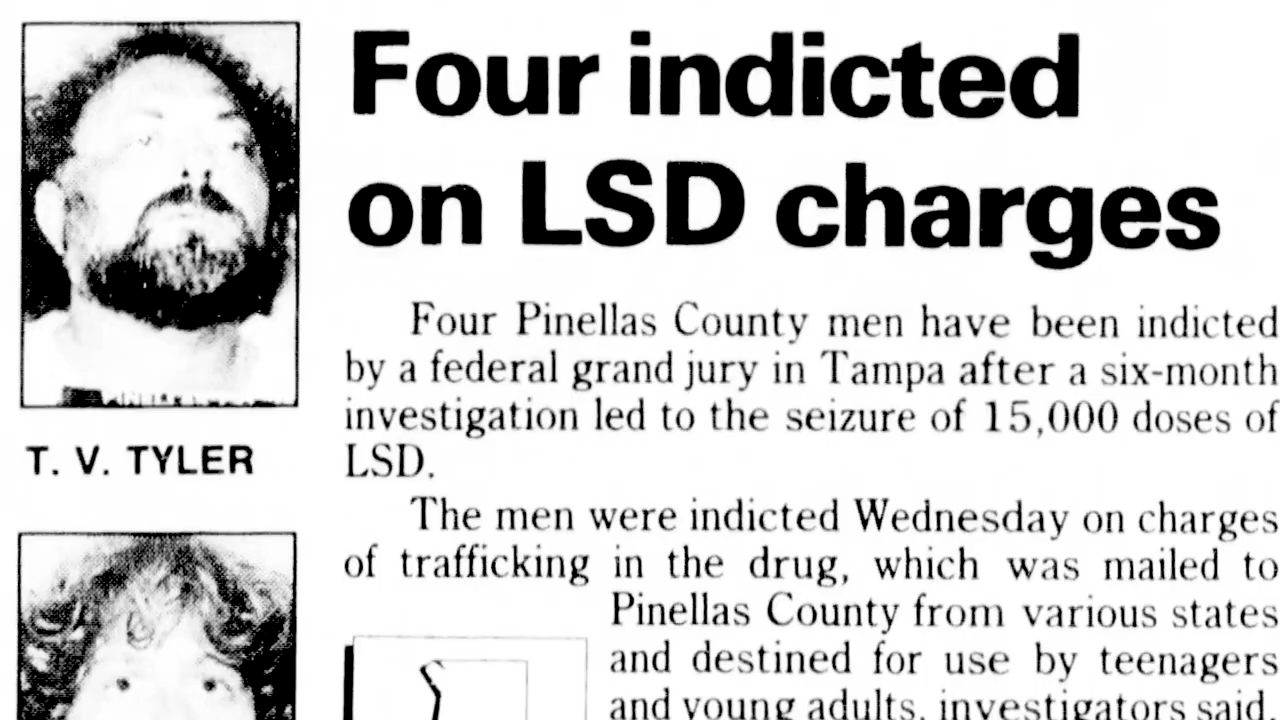 Four indicted
on LSD charges
T. V. TYLER
Four Pinellas County men have been indicted
by a federal grand jury in Tampa after a six-month
investigation led to the seizure of 15,000 doses of
LSD.
The men were indicted Wednesday on charges
of trafficking in the drug, which was mailed to
Pinellas County from various states
and destined for use by teenagers
and young adults, investigators said.